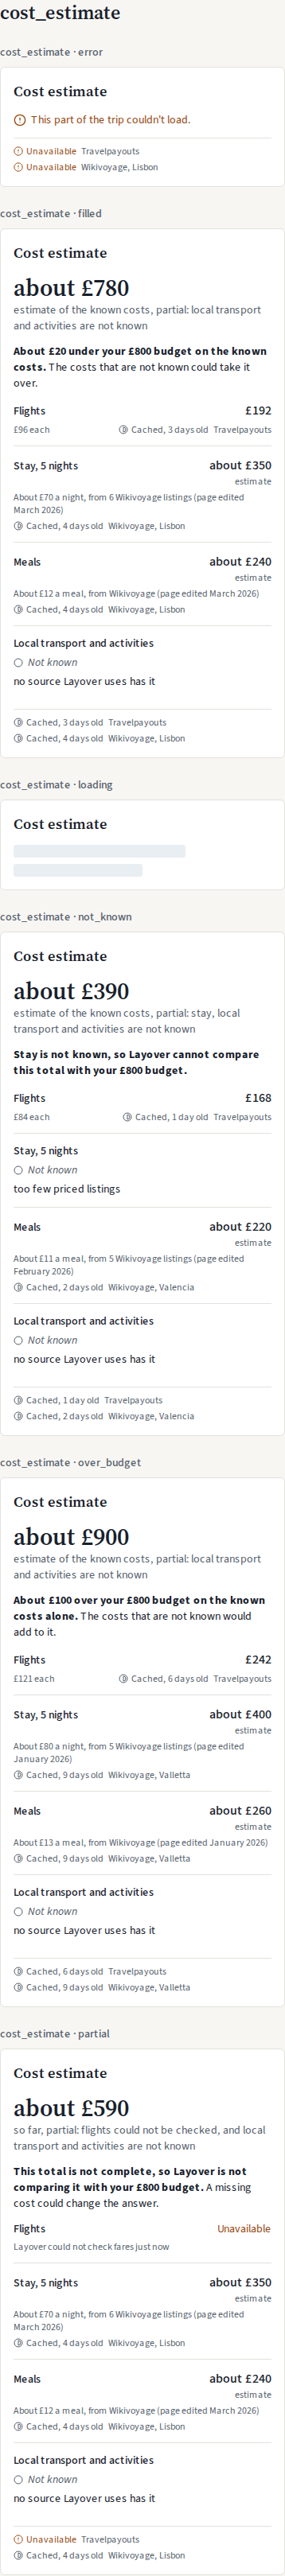 cost_estimate
cost_estimate · error
Cost estimate
This part of the trip couldn't load.
Unavailable Travelpayouts
Unavailable Wikivoyage, Lisbon
cost_estimate · filled
Cost estimate
about £780
estimate of the known costs, partial: local transport
and activities are not known
About £20 under your £800 budget on the known
costs. The costs that are not known could take it
over.
Flights £192
£96 each Cached, 3 days old Travelpayouts
Stay, 5 nights about £350
estimate
About £70 a night, from 6 Wikivoyage listings (page edited
March 2026)
Cached, 4 days old Wikivoyage, Lisbon
Meals about £240
estimate
About £12 a meal, from Wikivoyage (page edited March 2026)
Cached, 4 days old Wikivoyage, Lisbon
Local transport and activities
Not known
no source Layover uses has it
Cached, 3 days old Travelpayouts
Cached, 4 days old Wikivoyage, Lisbon
cost_estimate · loading
Cost estimate
cost_estimate · not_known
Cost estimate
about £390
estimate of the known costs, partial: stay, local
transport and activities are not known
Stay is not known, so Layover cannot compare
this total with your £800 budget.
Flights £168
£84 each Cached, 1 day old Travelpayouts
Stay, 5 nights
Not known
too few priced listings
Meals about £220
estimate
About £11 a meal, from 5 Wikivoyage listings (page edited
February 2026)
Cached, 2 days old Wikivoyage, Valencia
Local transport and activities
Not known
no source Layover uses has it
Cached, 1 day old Travelpayouts
Cached, 2 days old Wikivoyage, Valencia
cost_estimate · over_budget
Cost estimate
about £900
estimate of the known costs, partial: local transport
and activities are not known
About £100 over your £800 budget on the known
costs alone. The costs that are not known would
add to it.
Flights £242
£121 each Cached, 6 days old Travelpayouts
Stay, 5 nights about £400
estimate
About £80 a night, from 5 Wikivoyage listings (page edited
January 2026)
Cached, 9 days old Wikivoyage, Valletta
Meals about £260
estimate
About £13 a meal, from Wikivoyage (page edited January 2026)
Cached, 9 days old Wikivoyage, Valletta
Local transport and activities
Not known
no source Layover uses has it
Cached, 6 days old Travelpayouts
Cached, 9 days old Wikivoyage, Valletta
cost_estimate · partial
Cost estimate
about £590
so far, partial: flights could not be checked, and local
transport and activities are not known
This total is not complete, so Layover is not
comparing it with your £800 budget. A missing
cost could change the answer.
Flights Unavailable
Layover could not check fares just now
Stay, 5 nights about £350
estimate
About £70 a night, from 6 Wikivoyage listings (page edited
March 2026)
Cached, 4 days old Wikivoyage, Lisbon
Meals about £240
estimate
About £12 a meal, from Wikivoyage (page edited March 2026)
Cached, 4 days old Wikivoyage, Lisbon
Local transport and activities
Not known
no source Layover uses has it
Unavailable Travelpayouts
Cached, 4 days old Wikivoyage, Lisbon